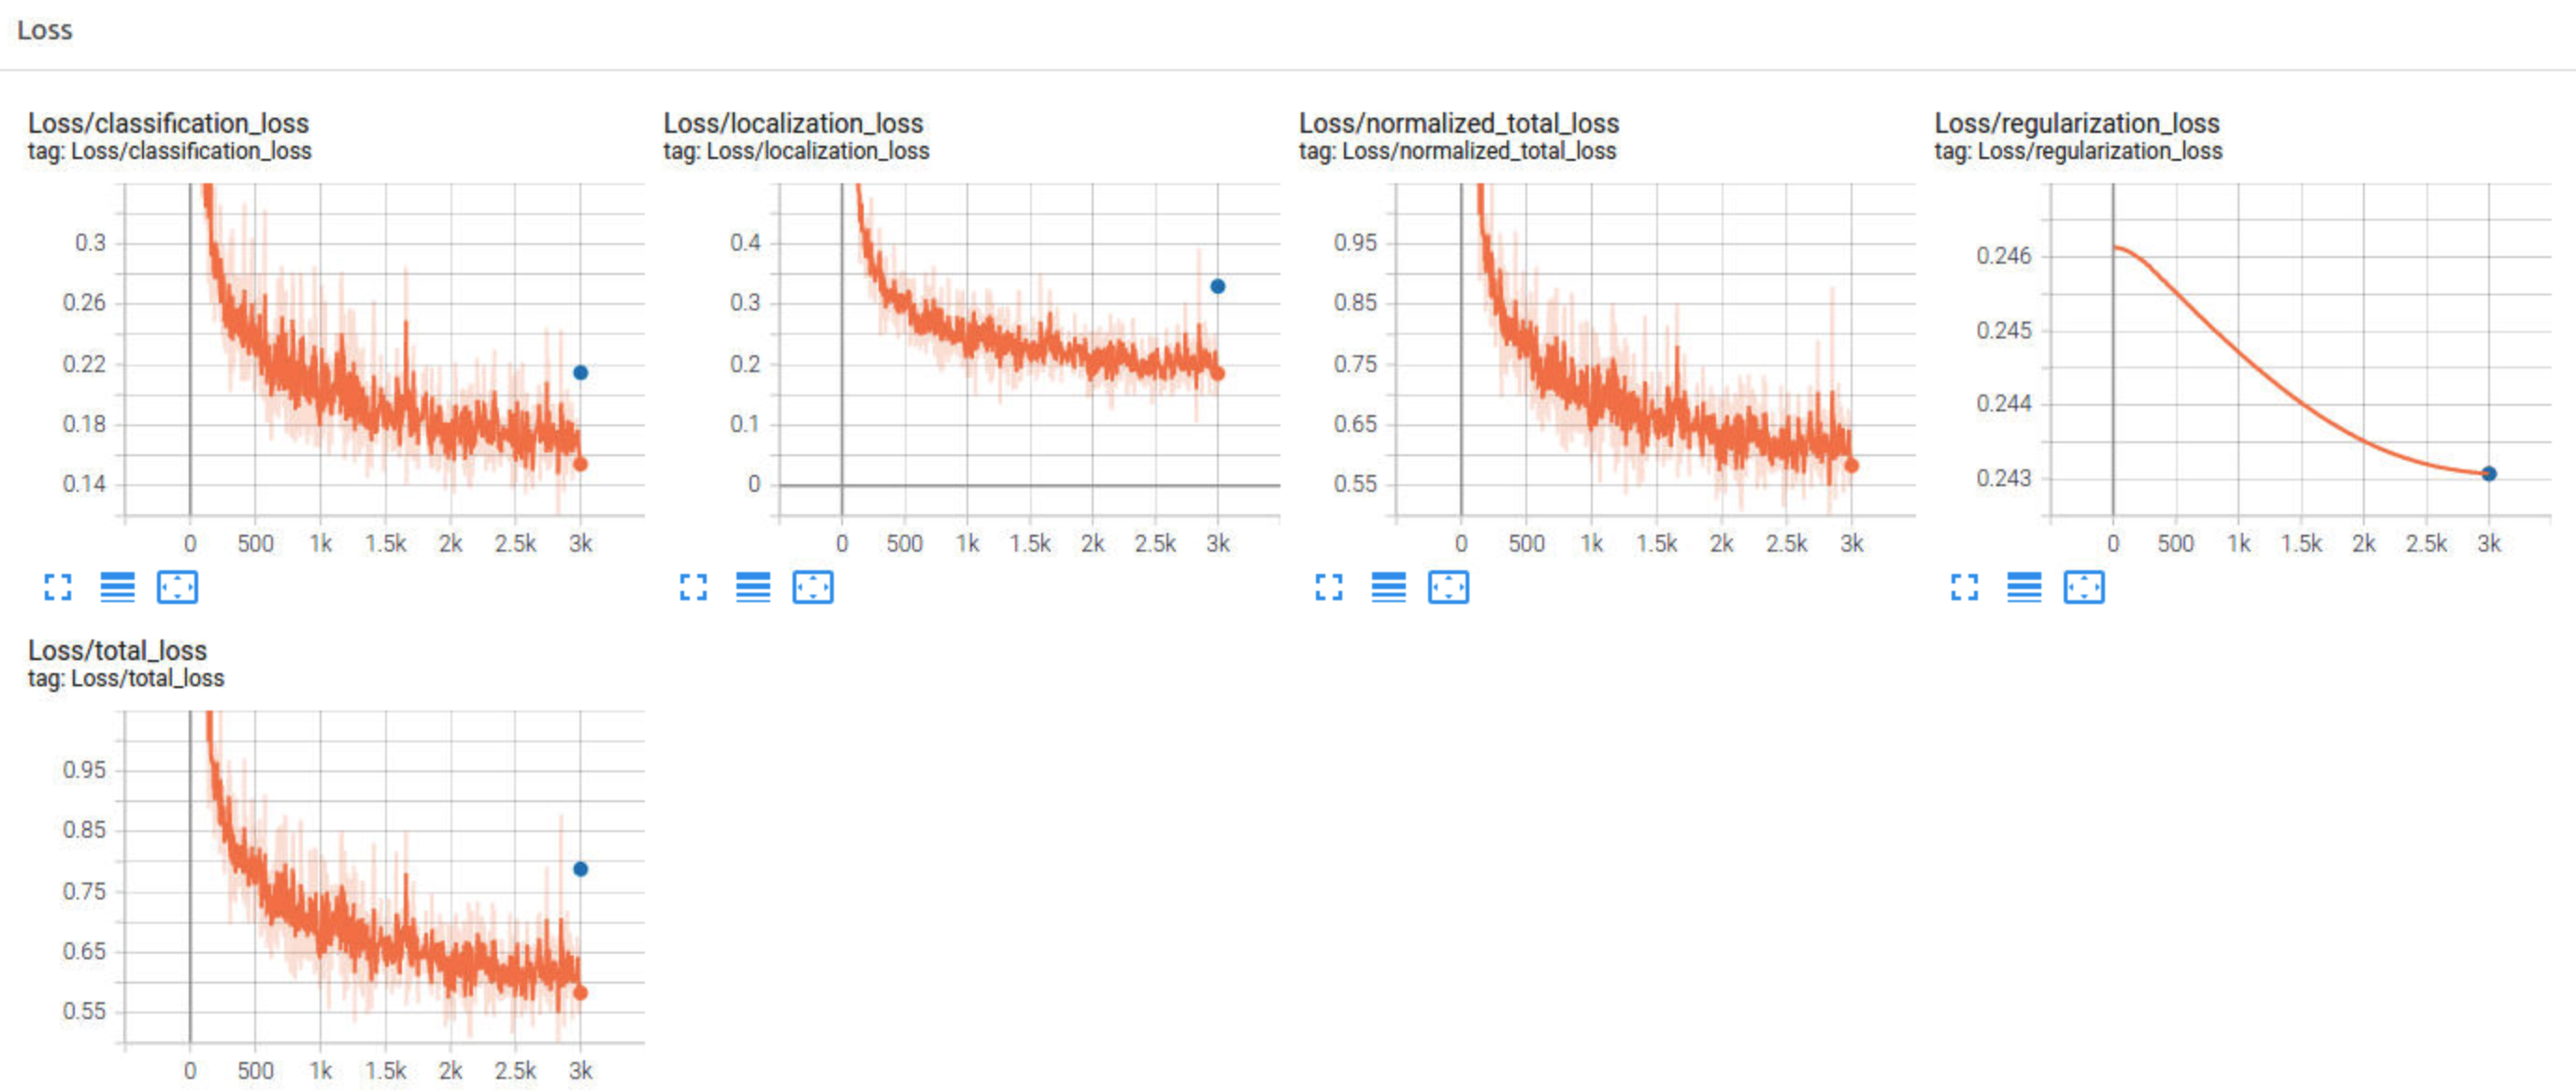 Loss
Loss/classification_loss
tag: Loss/classification_loss
0.3
0.26
0.22
0.18
0.14
0 500 1k 1.5k 2k 2.5k 3k
Loss/localization_loss
tag: Loss/localization_loss
0.4
0.3
0.2
0.1
0
0 500 1k 1.5k 2k 2.5k 3k
Loss/normalized_total_loss
tag: Loss/normalized_total_loss
0.95
0.85
0.75
0.65
0.55
0 500 1k 1.5k 2k 2.5k 3k
Loss/regularization_loss
tag: Loss/regularization_loss
0.246
0.245
0.244
0.243
0 500 1k 1.5k 2k 2.5k 3k
Loss/total_loss
tag: Loss/total_loss
0.95
0.85
0.75
0.65
0.55
0 500 1k 1.5k 2k 2.5k 3k